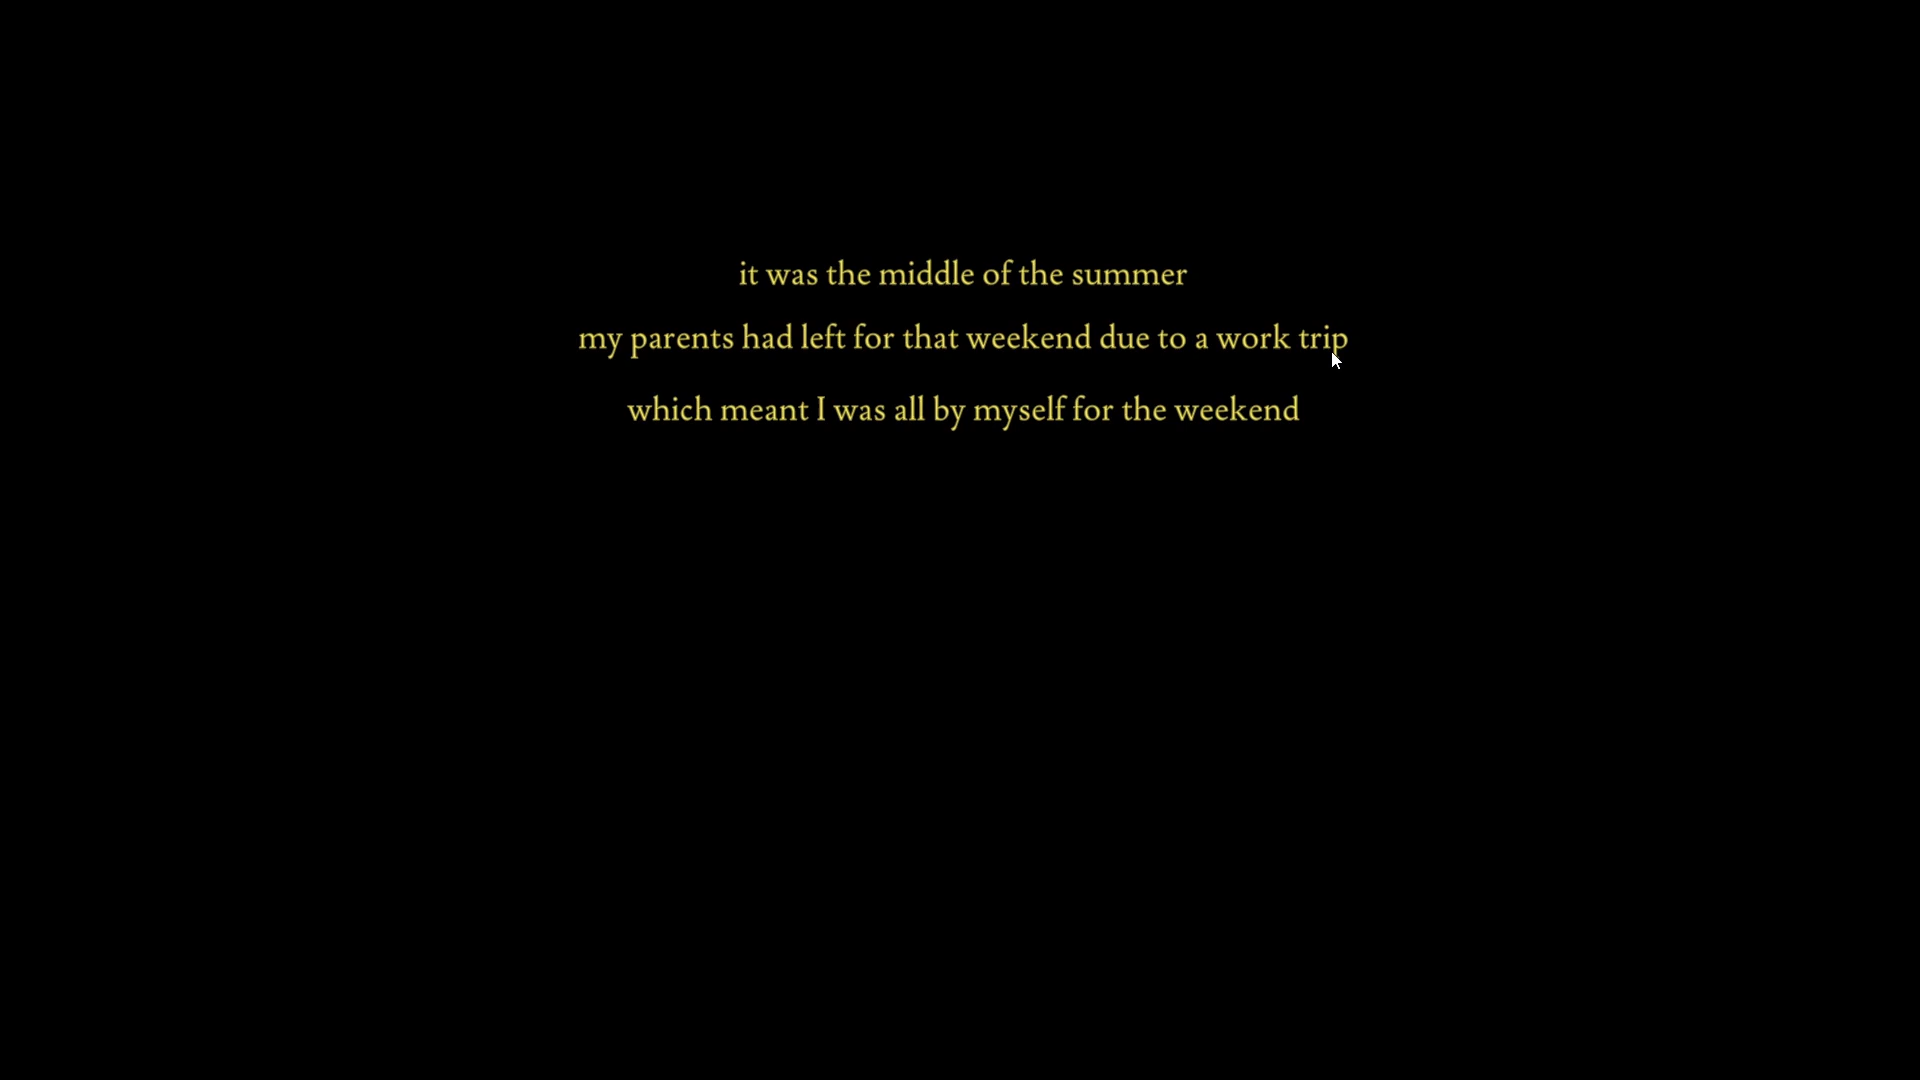 it was the middle of the summer
my parents had left for that weekend due to a work trip
which meant I was all by myself for the weekend